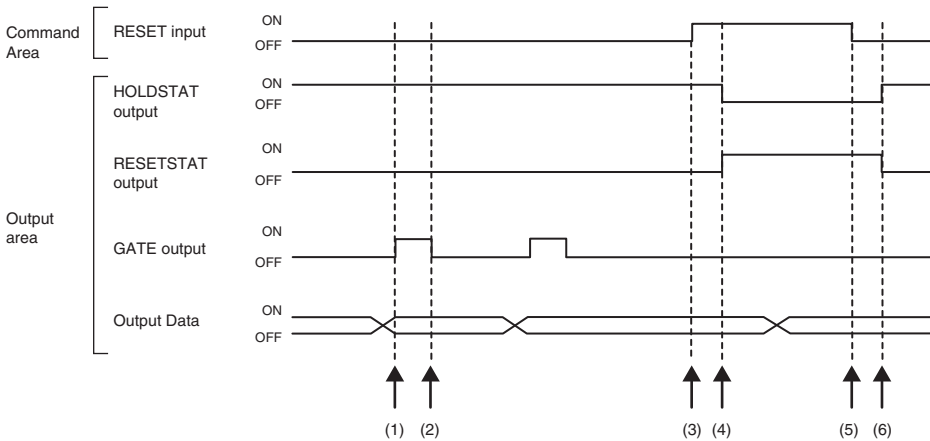 Command
Area
RESET input
ON
OFF
Output
area
HOLDSTAT
output
ON
OFF
RESETSTAT
output
ON
OFF
GATE output
ON
OFF
Output Data
ON
OFF
(1) (2) (3) (4) (5) (6)